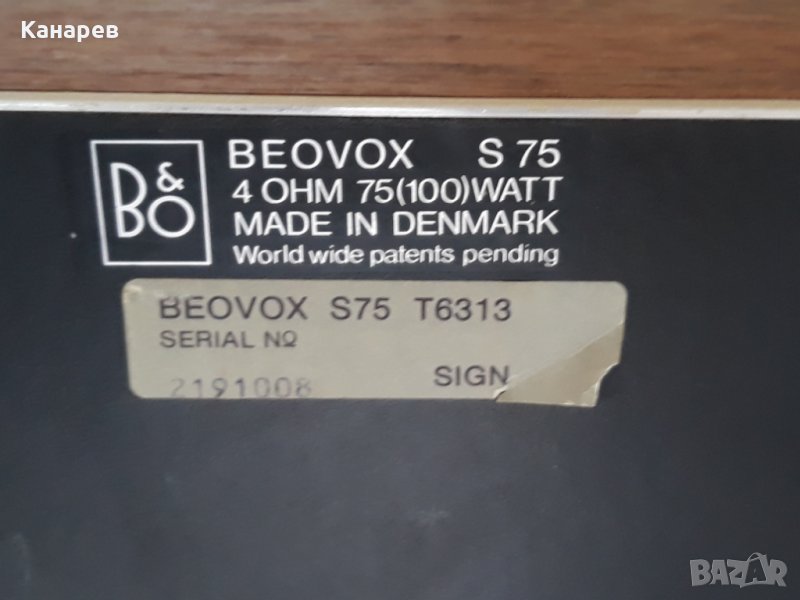 Канарев
B&O
BEOVOX S 75
4 OHM 75(100)WATT
MADE IN DENMARK
World wide patents pending
BEOVOX S75 T6313
SERIAL NO
2191008 SIGN
BAZAR